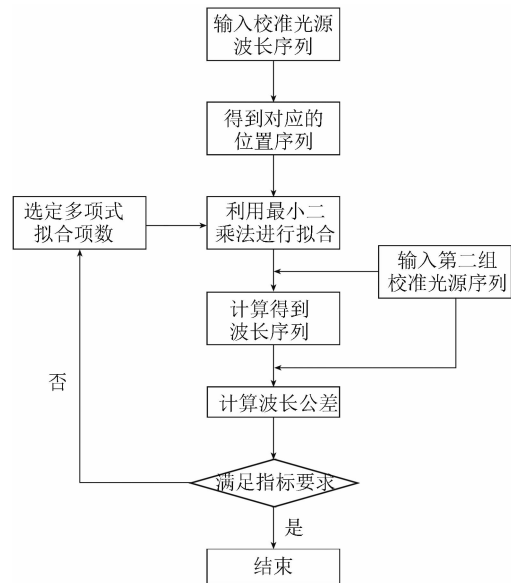 输入校准光源
波长序列
得到对应的
位置序列
选定多项式
拟合项数
利用最小二
乘法进行拟合
输入第二组
校准光源序列
计算得到
波长序列
否
计算波长公差
满足指标要求
是
结束